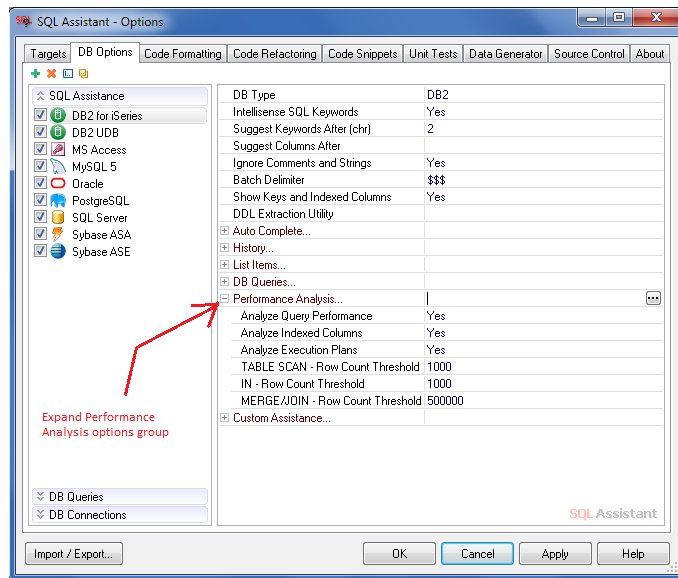 SQL Assistant - Options
Targets DB Options Code Formatting Code Refactoring Code Snippets Unit Tests Data Generator Source Control About
SQL Assistance
DB2 for iSeries
DB2 UDB
MS Access
MySQL 5
Oracle
PostgreSQL
SQL Server
Sybase ASA
Sybase ASE
DB Queries
DB Connections
DB Type DB2
Intellisense SQL Keywords Yes
Suggest Keywords After (chr) 2
Suggest Columns After
Ignore Comments and Strings Yes
Batch Delimiter $$$
Show Keys and Indexed Columns Yes
DDL Extraction Utility
Auto Complete...
History...
List Items...
DB Queries...
Performance Analysis... ...
Analyze Query Performance Yes
Analyze Indexed Columns Yes
Analyze Execution Plans Yes
TABLE SCAN - Row Count Threshold 1000
IN - Row Count Threshold 1000
MERGE/JOIN - Row Count Threshold 500000
Custom Assistance...
Expand Performance
Analysis options group
SQL Assistant
Import / Export... OK Cancel Apply Help